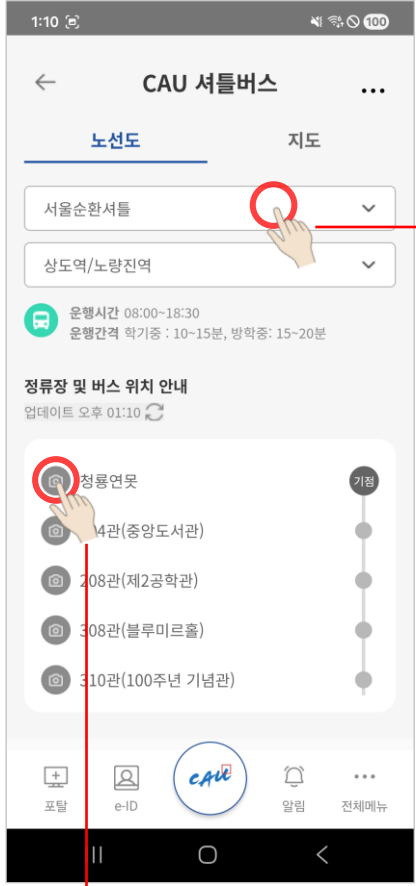 1:10
100
CAU 셔틀버스
노선도 지도
서울순환셔틀
상도역/노량진역
운행시간 08:00~18:30
운행간격 학기중 : 10~15분, 방학중: 15~20분
정류장 및 버스 위치 안내
업데이트 오후 01:10
청룡연못 기점
4관(중앙도서관)
208관(제2공학관)
308관(블루미르홀)
310관(100주년 기념관)
CAU
포탈 e-ID 알림 전체메뉴